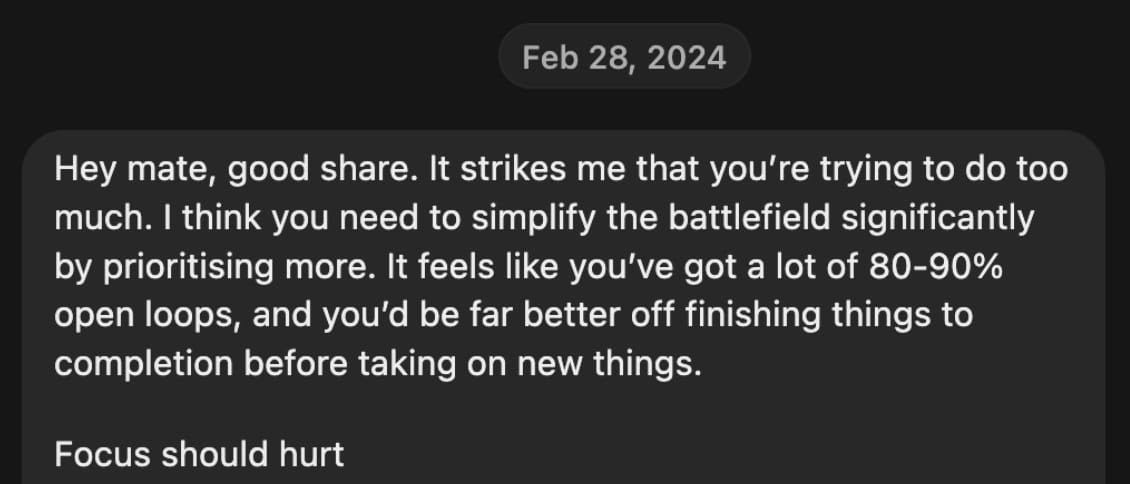 Feb 28, 2024
Hey mate, good share. It strikes me that you’re trying to do too
much. I think you need to simplify the battlefield significantly
by prioritising more. It feels like you’ve got a lot of 80-90%
open loops, and you’d be far better off finishing things to
completion before taking on new things.
Focus should hurt